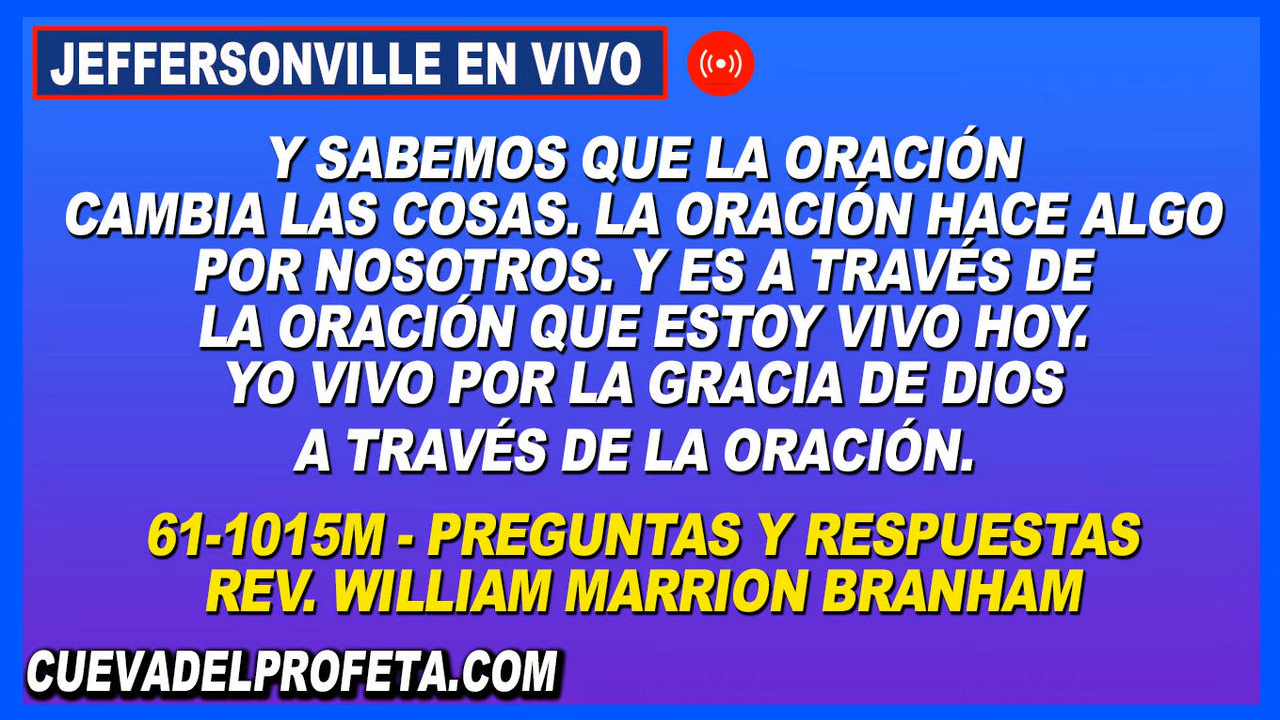 JEFFERSONVILLE EN VIVO
Y SABEMOS QUE LA ORACIÓN
CAMBIA LAS COSAS. LA ORACIÓN HACE ALGO
POR NOSOTROS. Y ES A TRAVÉS DE
LA ORACIÓN QUE ESTOY VIVO HOY.
YO VIVO POR LA GRACIA DE DIOS
A TRAVÉS DE LA ORACIÓN.
61-1015M - PREGUNTAS Y RESPUESTAS
REV. WILLIAM MARRION BRANHAM
CUEVADELPROFETA.COM